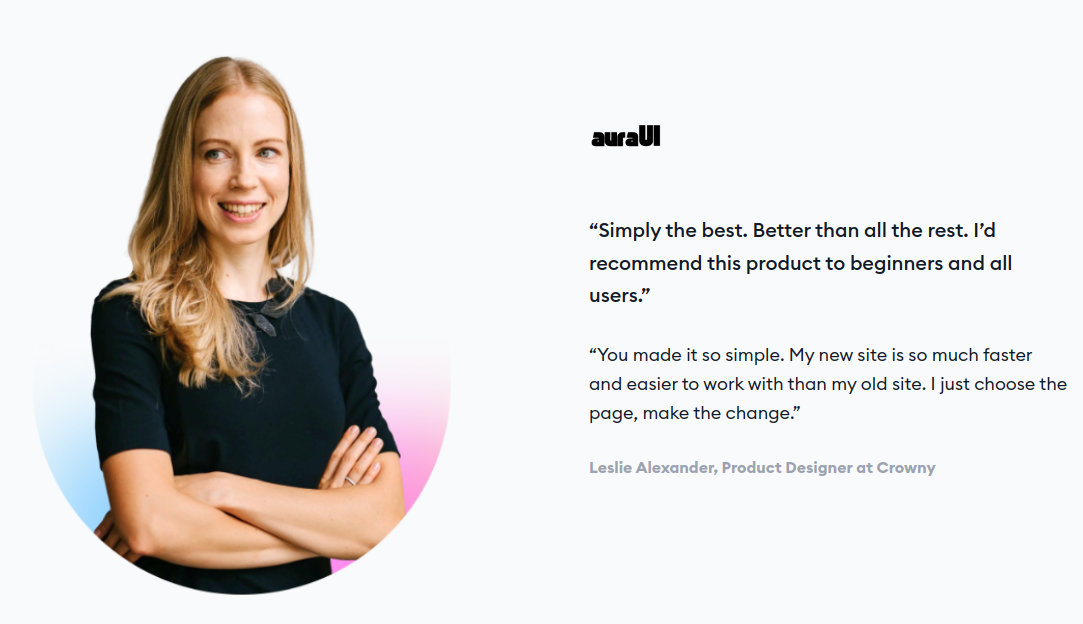 auraUI
“Simply the best. Better than all the rest. I’d
recommend this product to beginners and all
users.”
“You made it so simple. My new site is so much faster
and easier to work with than my old site. I just choose the
page, make the change.”
Leslie Alexander, Product Designer at Crowny